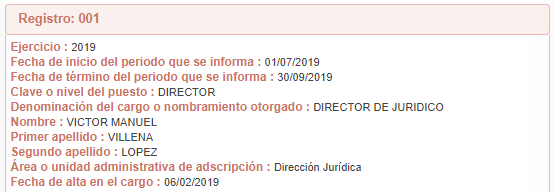 Registro: 001
Ejercicio : 2019
Fecha de inicio del periodo que se informa : 01/07/2019
Fecha de término del periodo que se informa : 30/09/2019
Clave o nivel del puesto : DIRECTOR
Denominación del cargo o nombramiento otorgado : DIRECTOR DE JURIDICO
Nombre : VICTOR MANUEL
Primer apellido : VILLENA
Segundo apellido : LOPEZ
Área o unidad administrativa de adscripción : Dirección Jurídica
Fecha de alta en el cargo : 06/02/2019